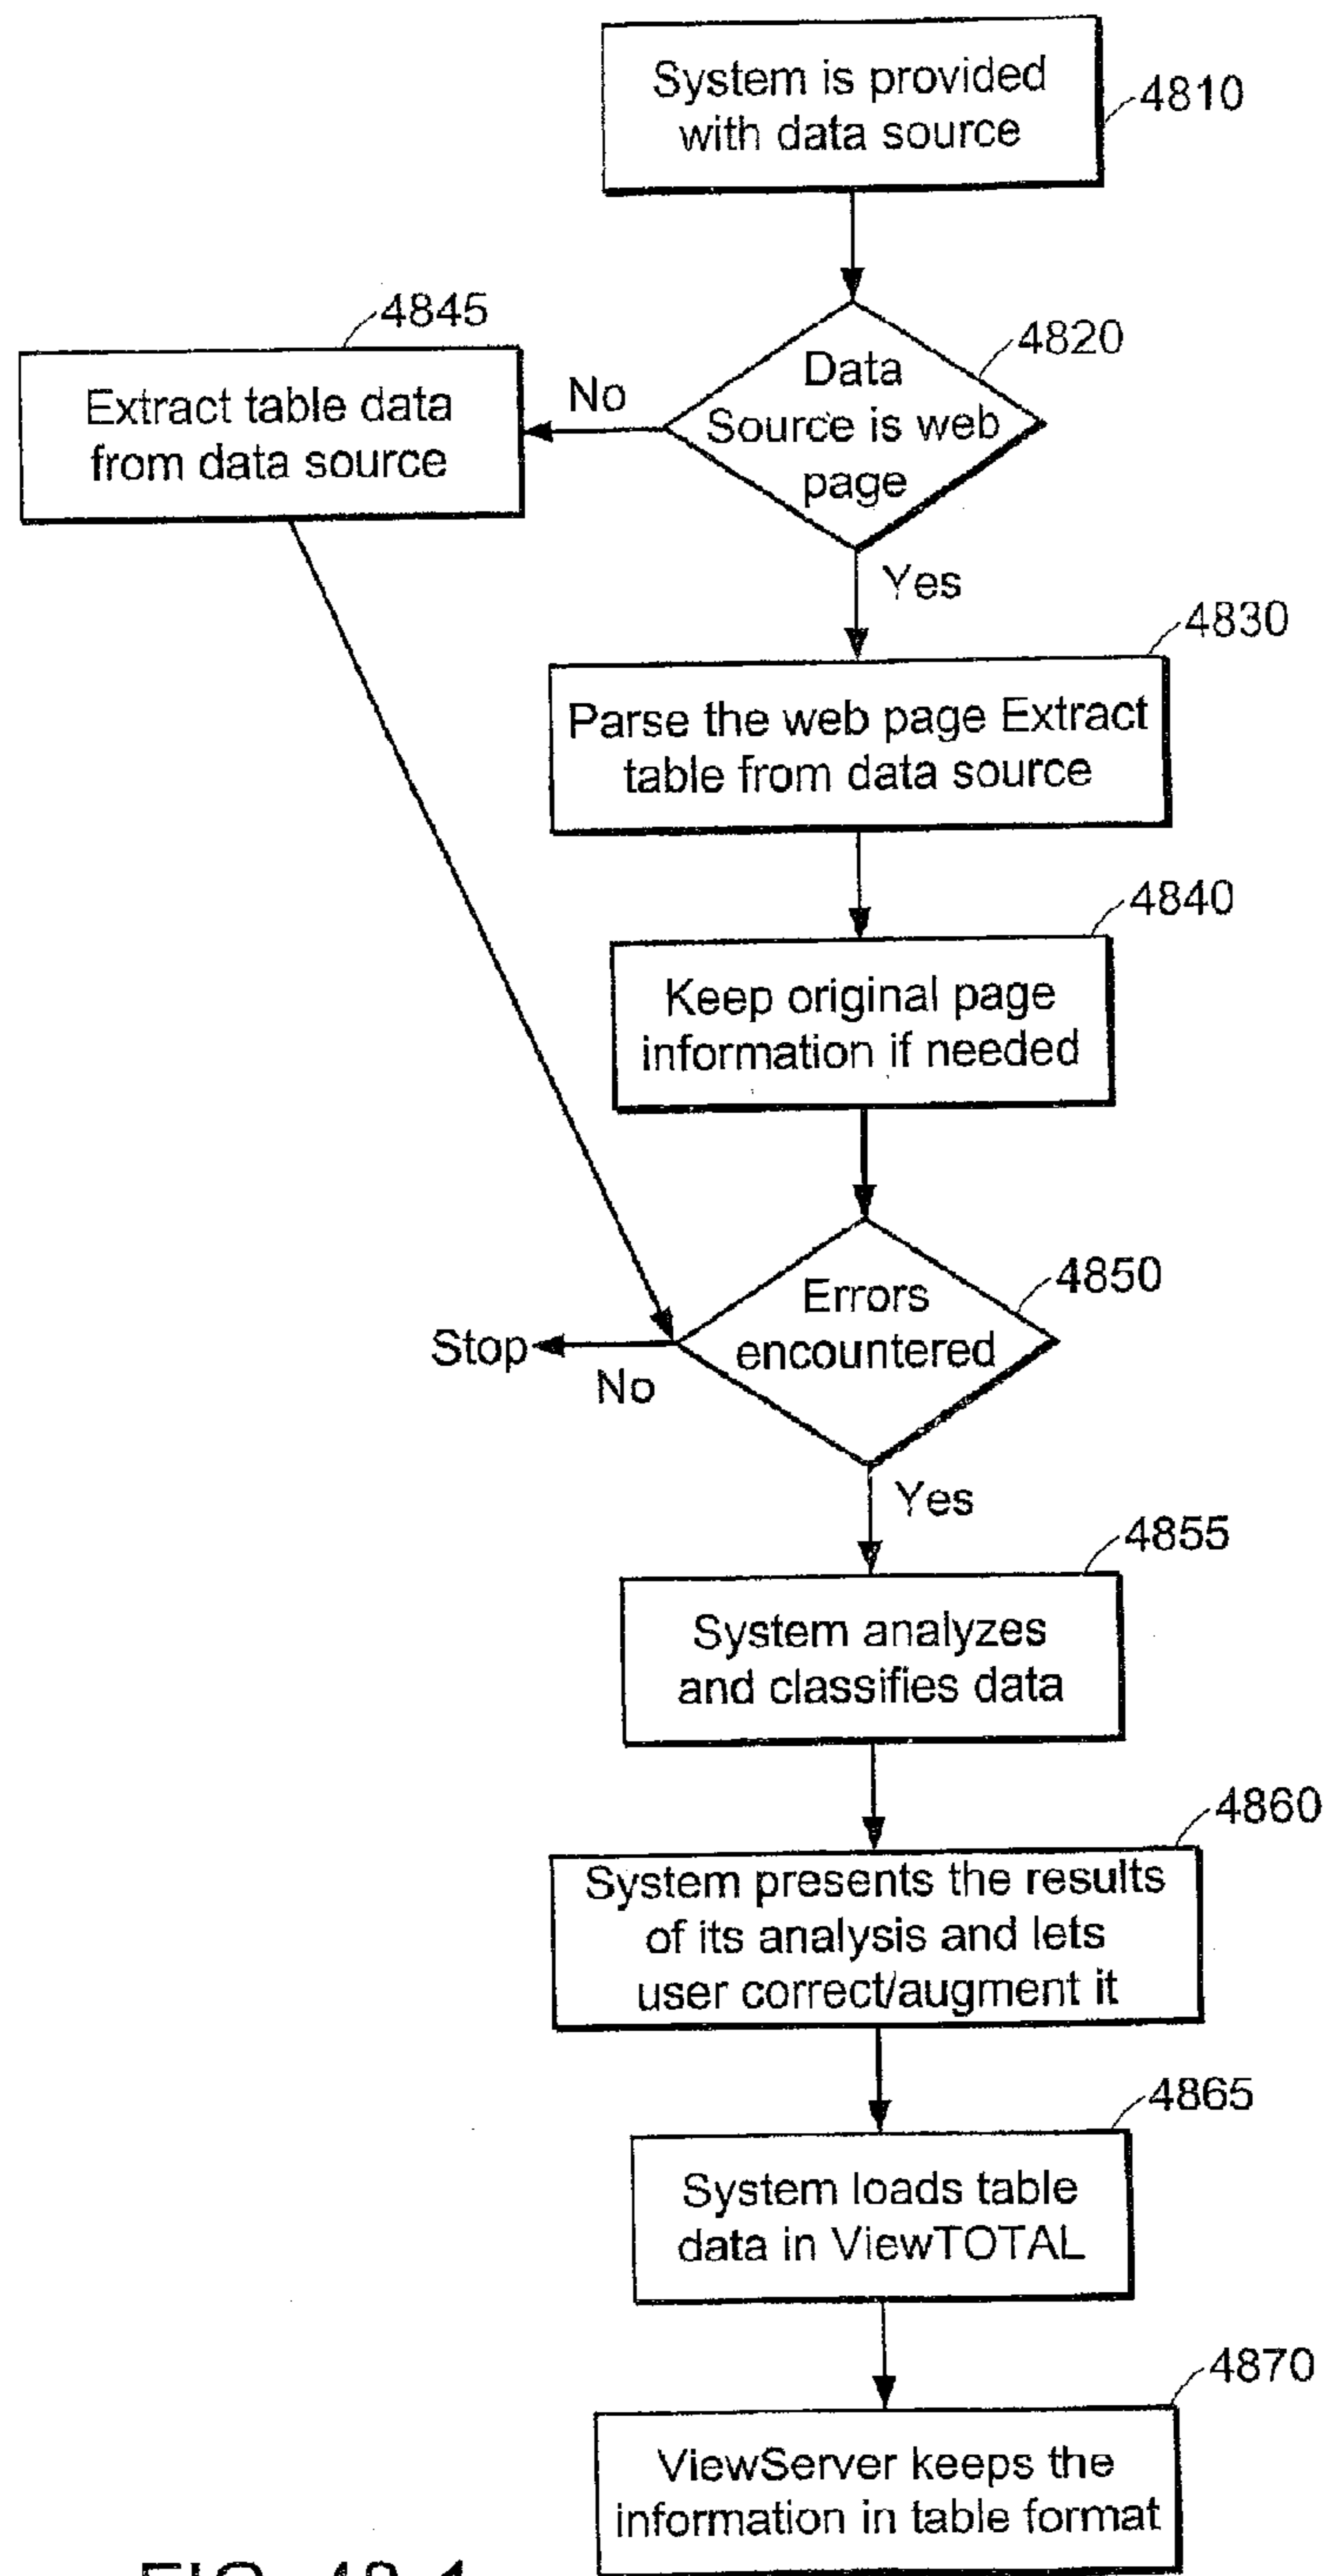 System is provided
with data source
4810
4845
4820
Extract table data
from data source
No
Data
Source is web
page
Yes
4830
Parse the web page Extract
table from data source
4840
Keep original page
information if needed
4850
Errors
encountered
Stop
No
Yes
4855
System analyzes
and classifies data
4860
System presents the results
of its analysis and lets
user correct/augment it
4865
System loads table
data in ViewTOTAL
4870
ViewServer keeps the
information in table format